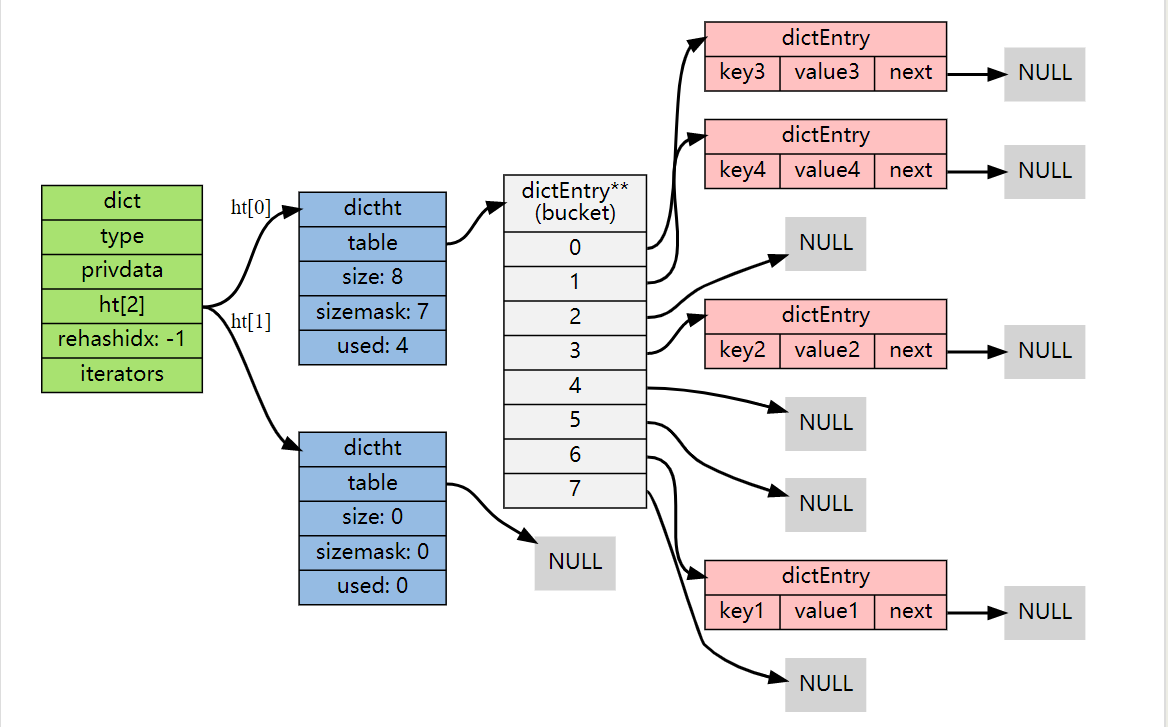 dict
type
privdata
ht[2]
rehashidx: -1
iterators
ht[0]
ht[1]
dictht
table
size: 8
sizemask: 7
used: 4
dictht
table
size: 0
sizemask: 0
used: 0
NULL
dictEntry**
(bucket)
0
1
2
3
4
5
6
7
dictEntry
key3 value3 next
NULL
dictEntry
key4 value4 next
NULL
NULL
dictEntry
key2 value2 next
NULL
NULL
NULL
dictEntry
key1 value1 next
NULL
NULL